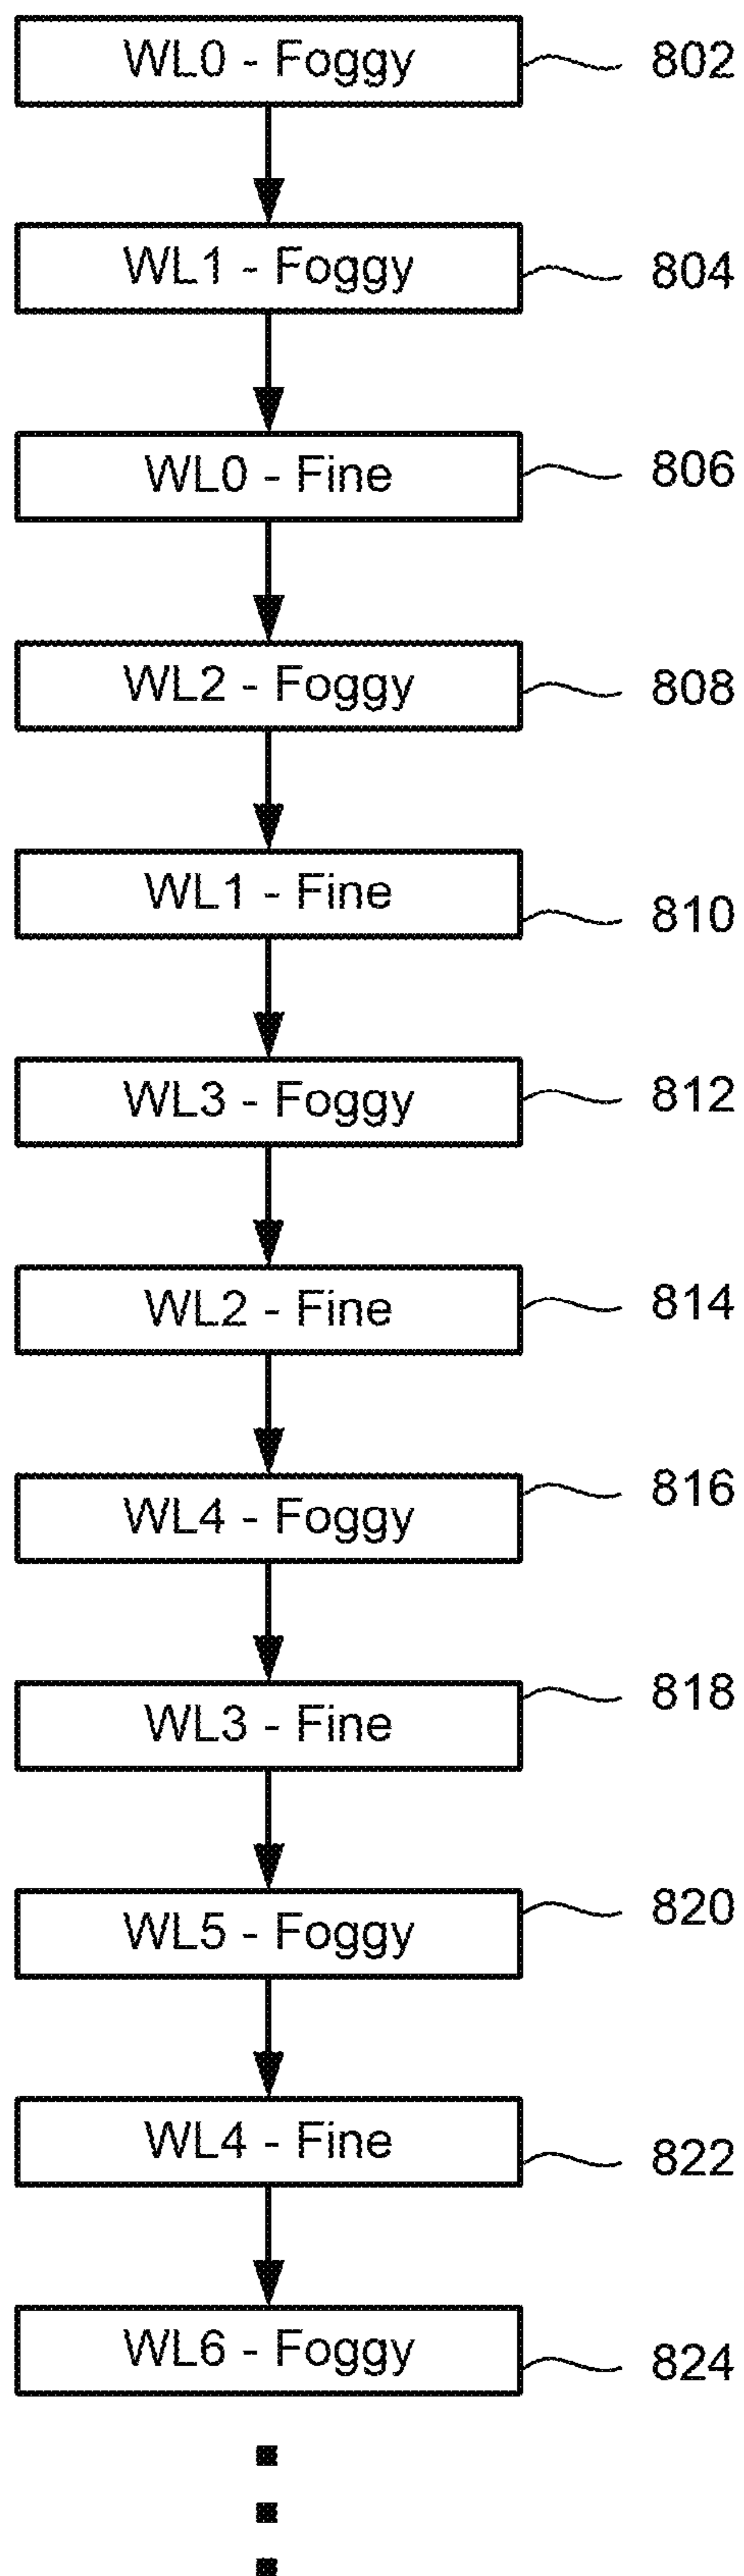 WL0 - Foggy 802
WL1 - Foggy 804
WL0 - Fine 806
WL2 - Foggy 808
WL1 - Fine 810
WL3 - Foggy 812
WL2 - Fine 814
WL4 - Foggy 816
WL3 - Fine 818
WL5 - Foggy 820
WL4 - Fine 822
WL6 - Foggy 824